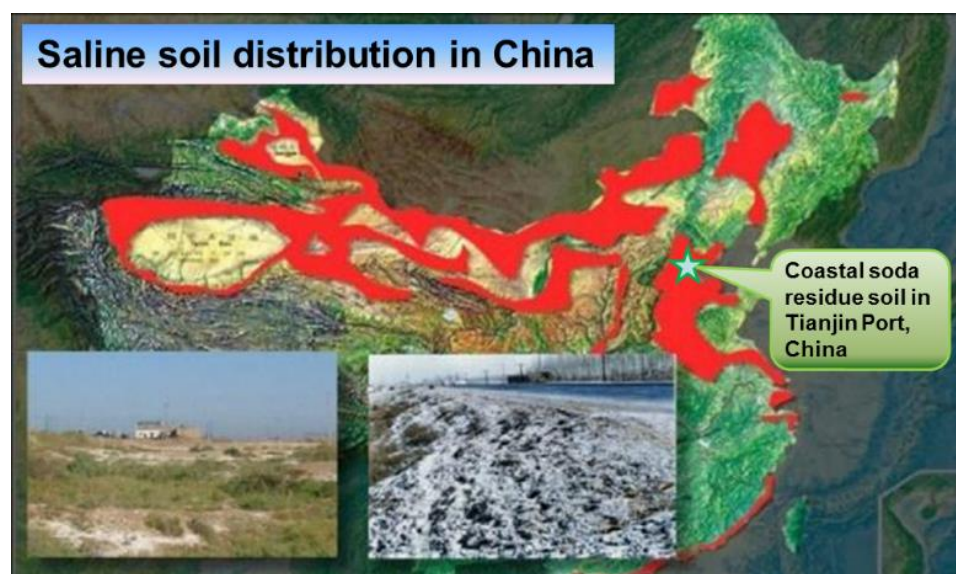 Saline soil distribution in China
Coastal soda
residue soil in
Tianjin Port,
China